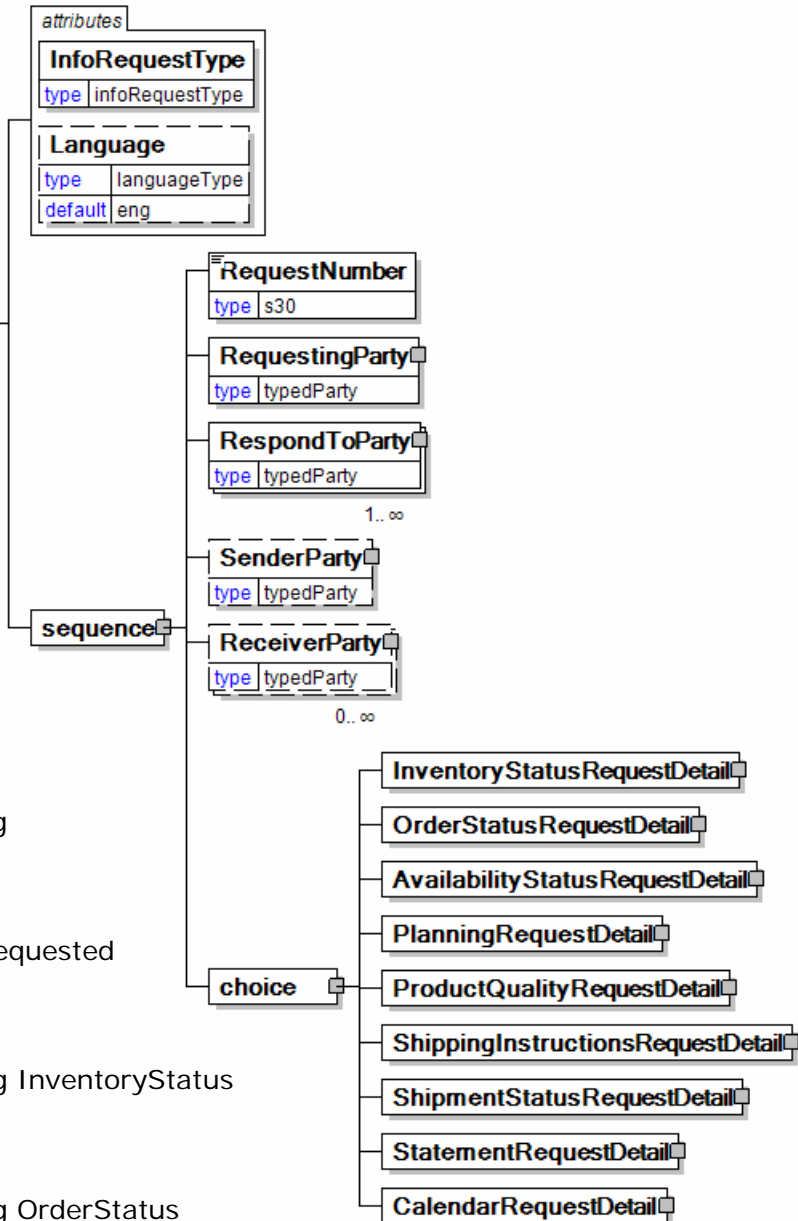 attributes
InfoRequestType
type infoRequestType
Language
type languageType
default eng
RequestNumber
type s30
RequestingParty
type typedParty
RespondToParty
type typedParty
1.. ∞
SenderParty
type typedParty
sequence
ReceiverParty
type typedParty
0.. ∞
InventoryStatusRequestDetail
g
OrderStatusRequestDetail
AvailabilityStatusRequestDetail
PlanningRequestDetail
equested
choice
ProductQualityRequestDetail
ShippingInstructionsRequestDetail
g InventoryStatus
ShipmentStatusRequestDetail
StatementRequestDetail
g OrderStatus
CalendarRequestDetail